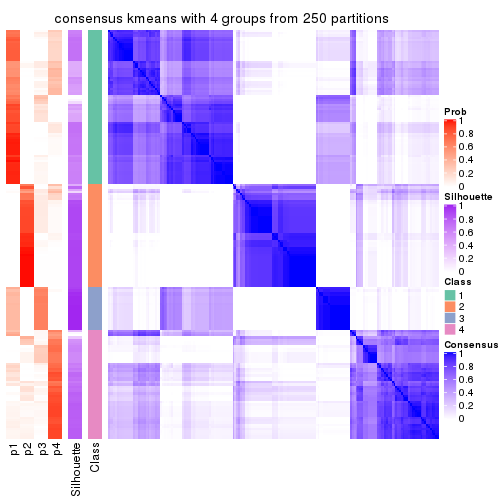 consensus kmeans with 4 groups from 250 partitions
Prob
1
0.8
0.6
0.4
0.2
0
Silhouette
1
0.8
0.6
0.4
0.2
0
Class
1
2
3
4
Consensus
1
0.8
0.6
0.4
0.2
0
p1
p2
p3
p4
Silhouette
Class